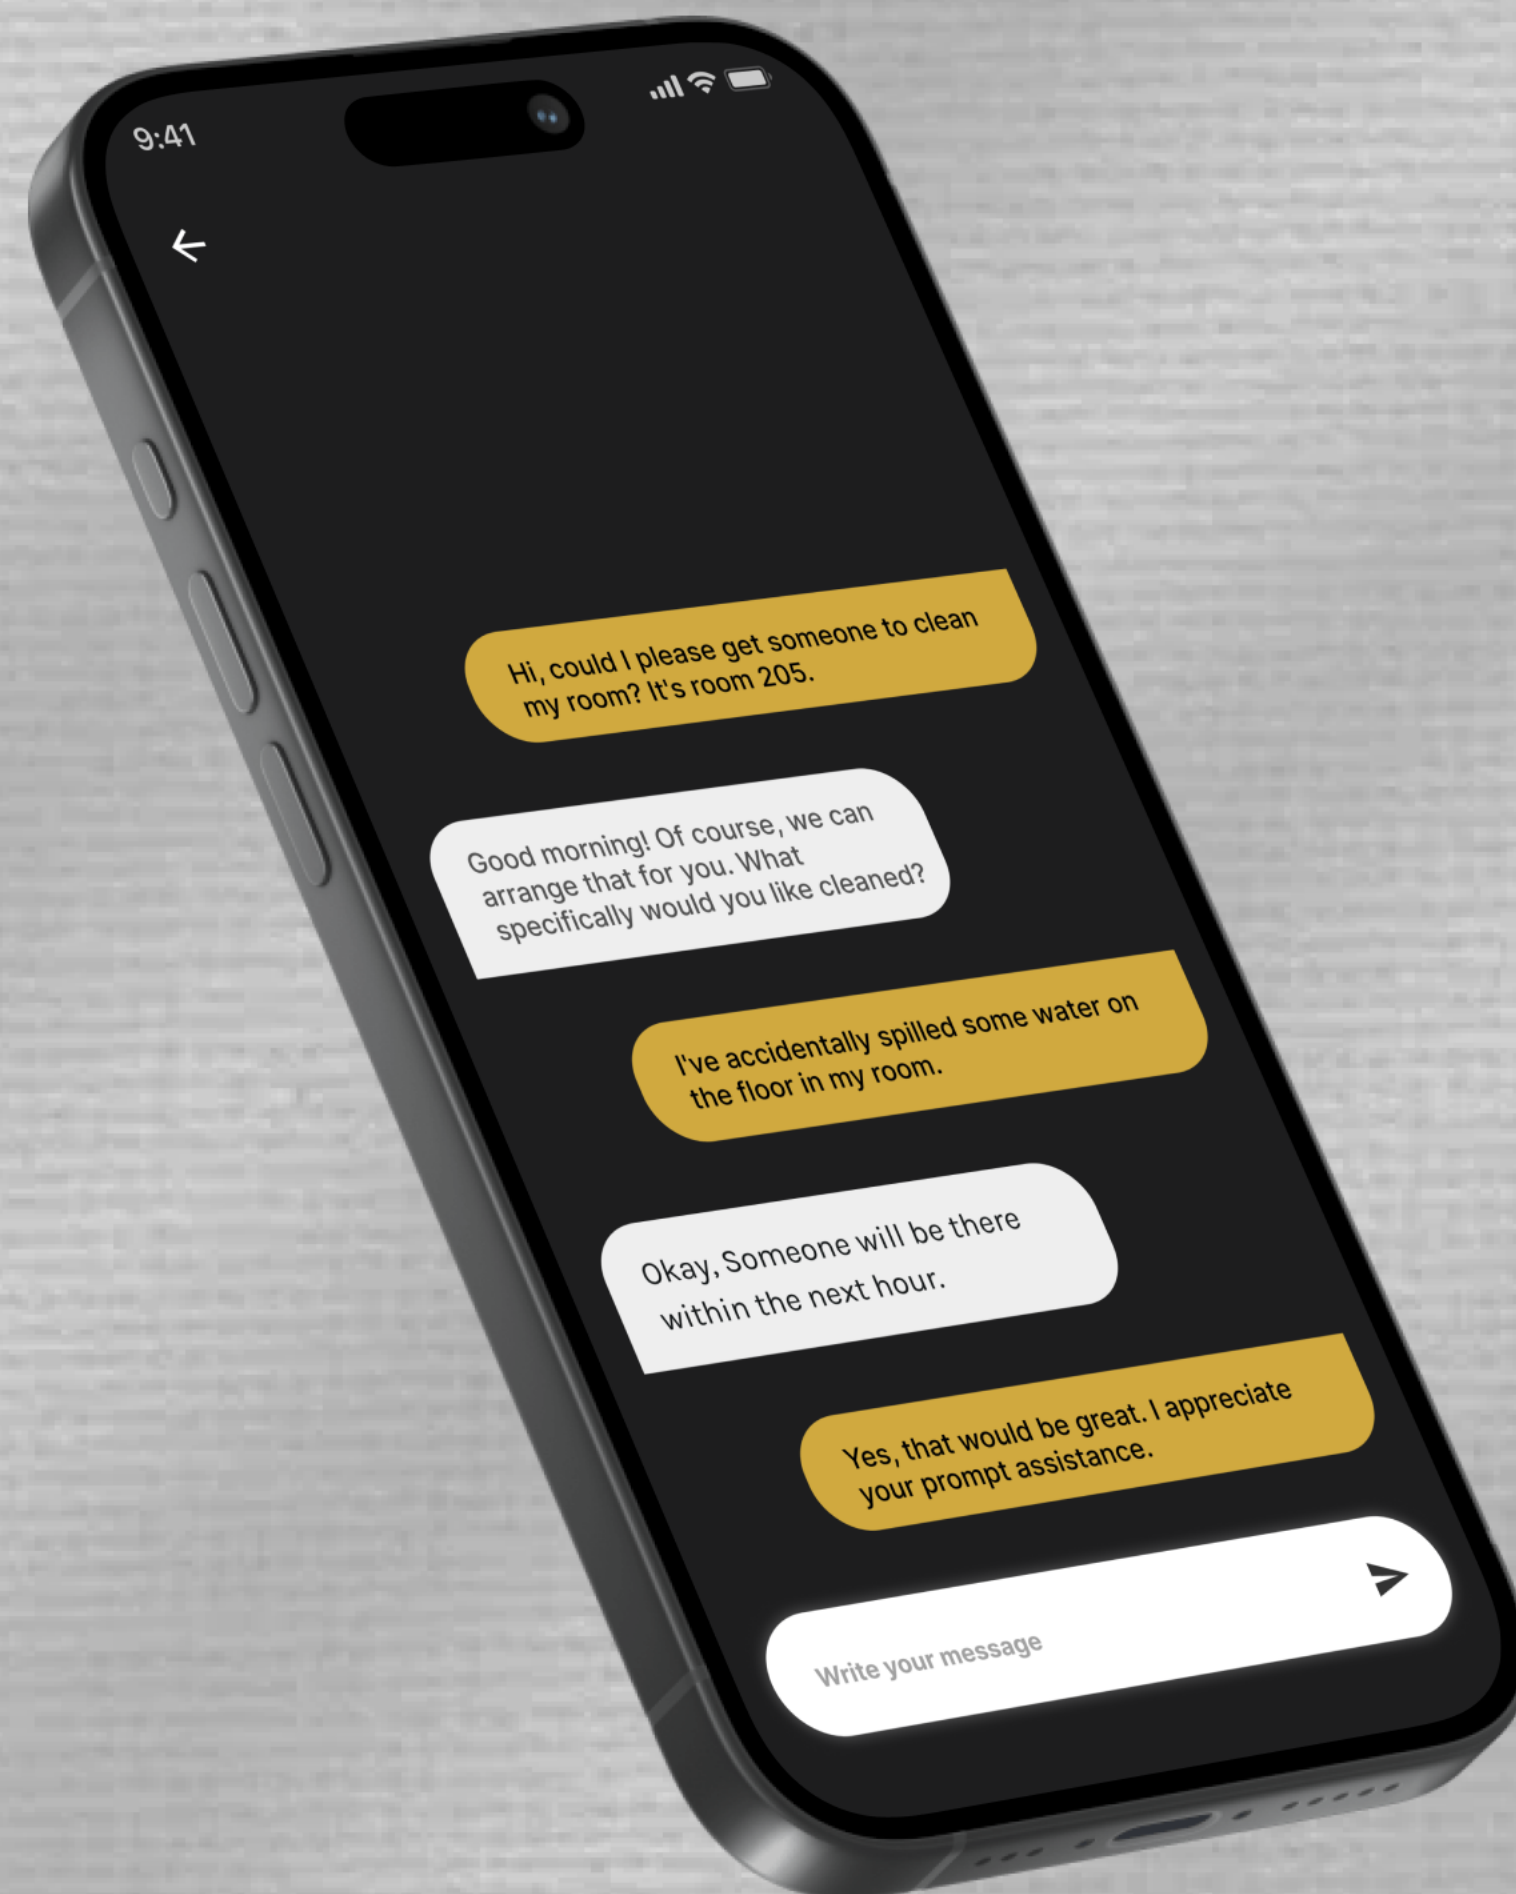 9:41
Hi, could I please get someone to clean
my room? It's room 205.
Good morning! Of course, we can
arrange that for you. What
specifically would you like cleaned?
I've accidentally spilled some water on
the floor in my room.
Okay, Someone will be there
within the next hour.
Yes, that would be great. I appreciate
your prompt assistance.
Write your message